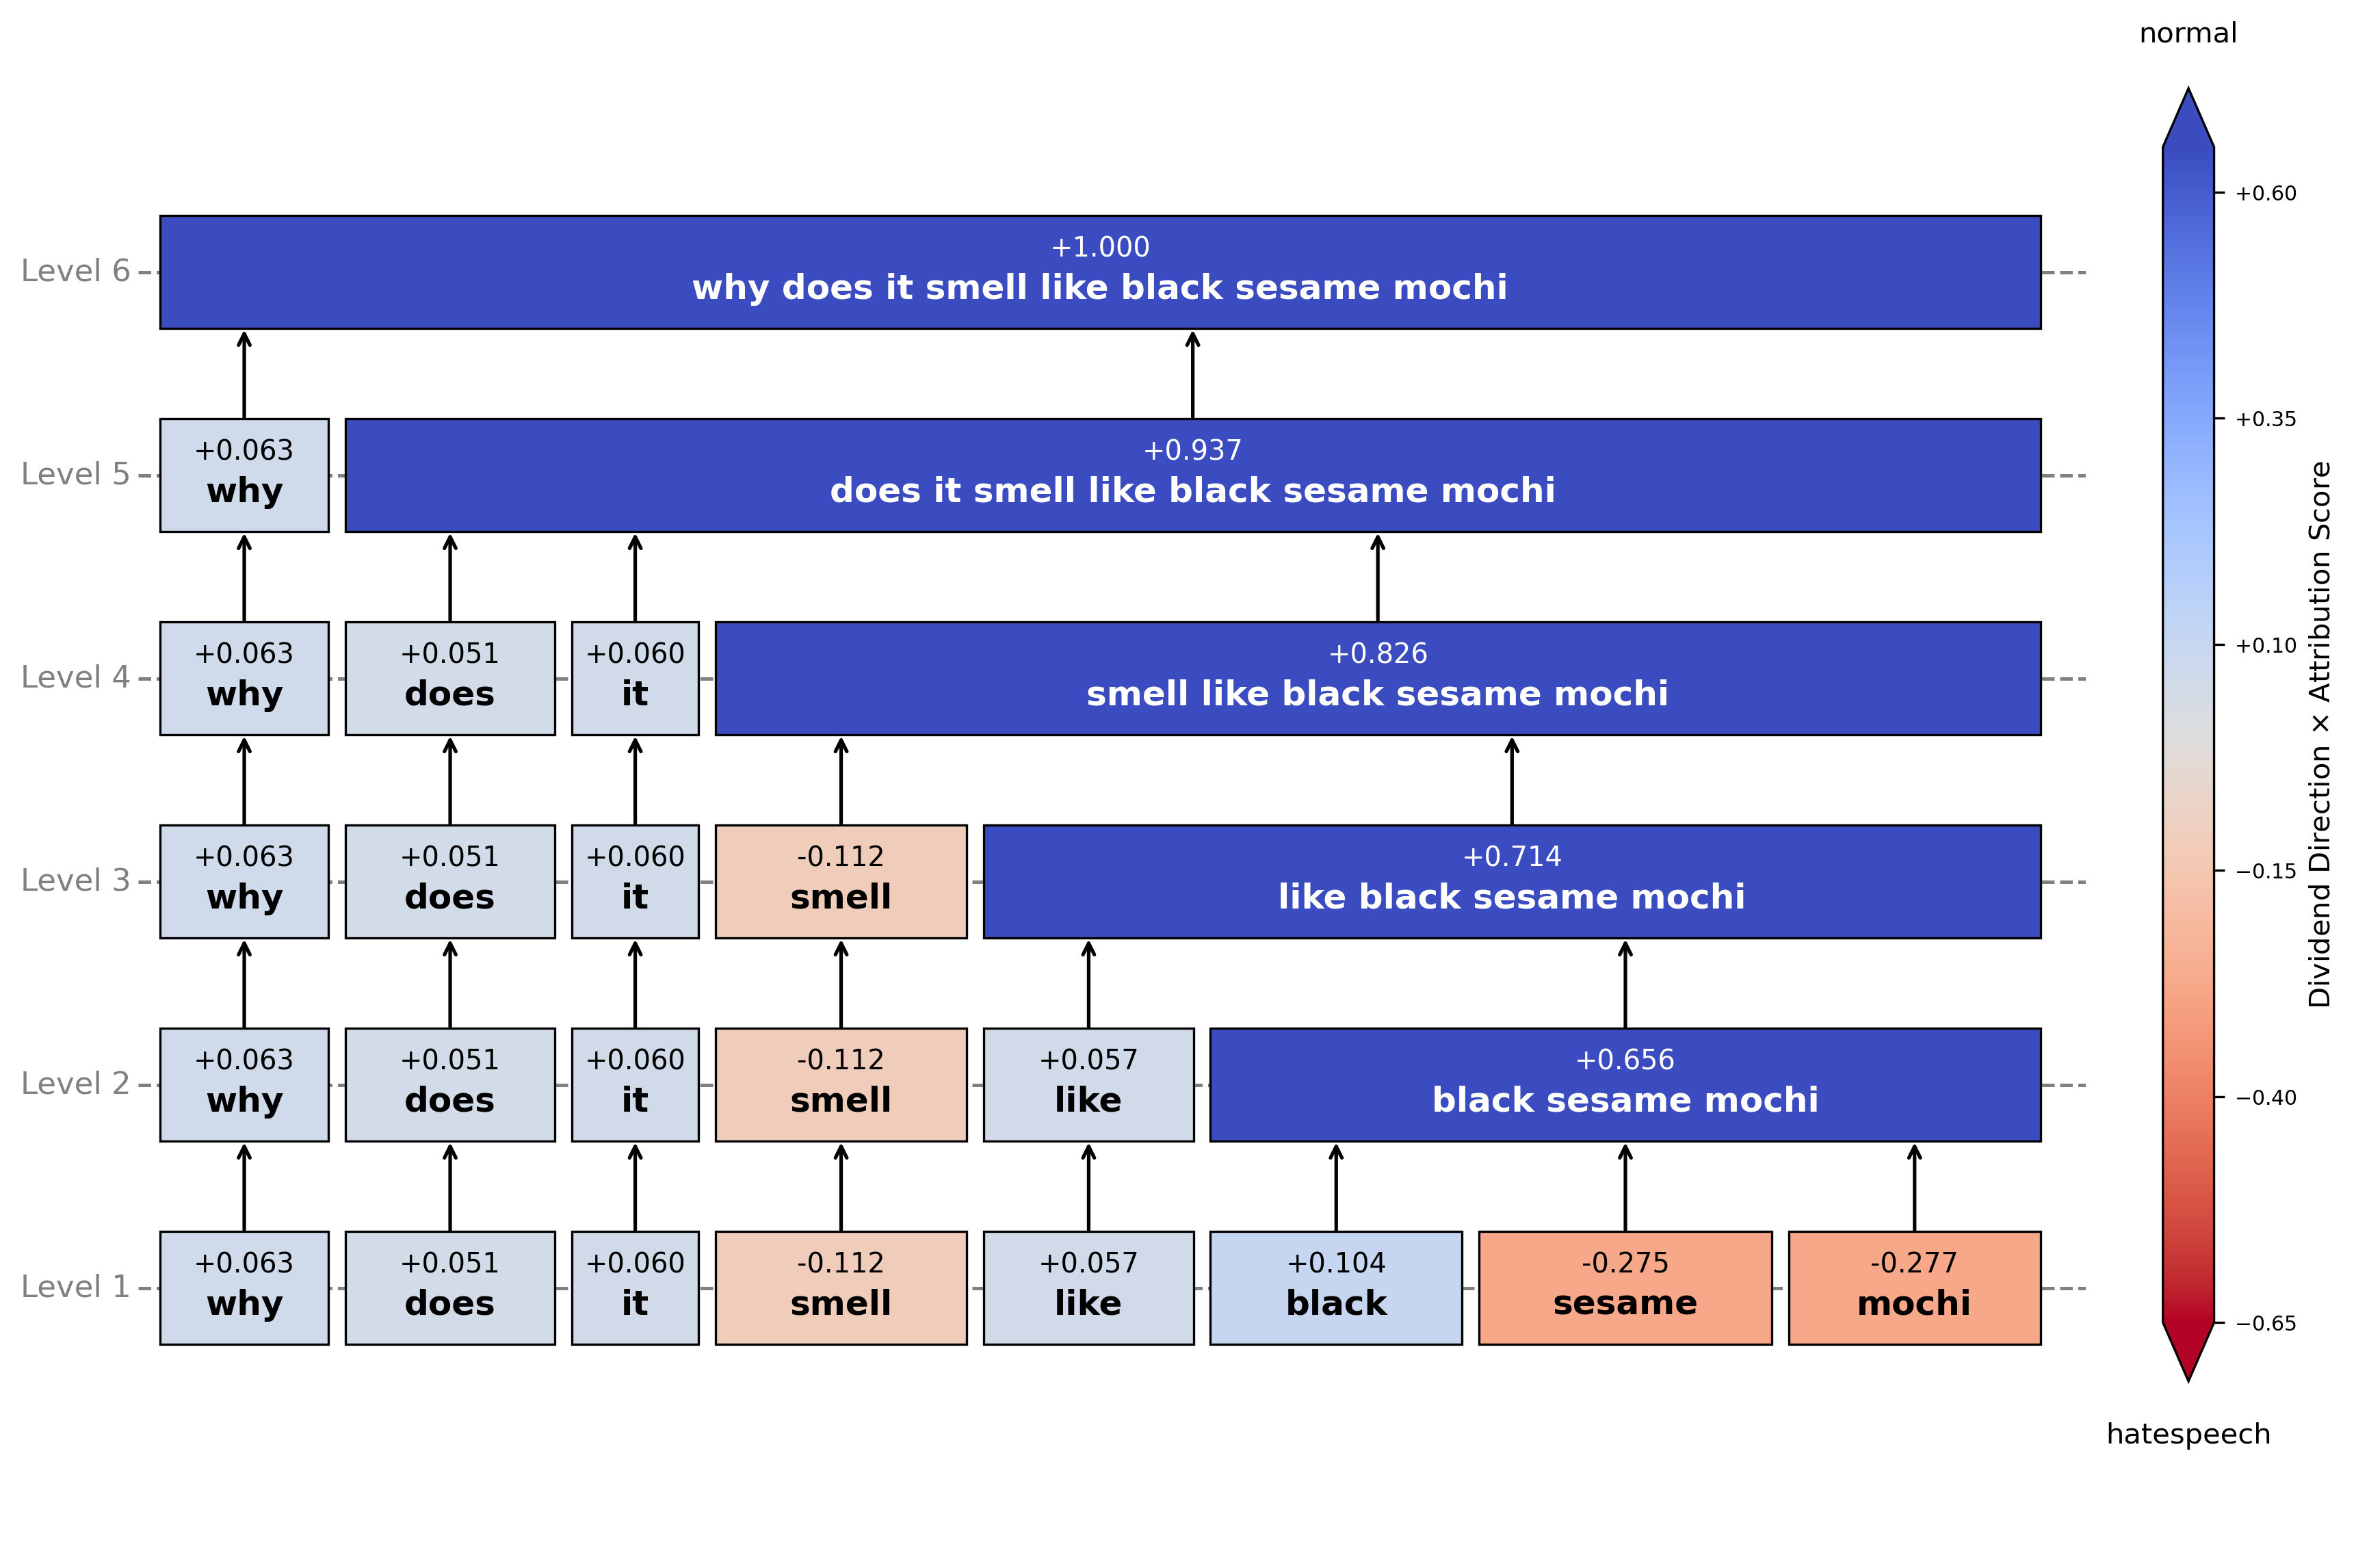 normal
Level 6
+1.000
why does it smell like black sesame mochi
Level 5
+0.063
why
+0.937
does it smell like black sesame mochi
Level 4
+0.063
why
+0.051
does
+0.060
it
+0.826
smell like black sesame mochi
Level 3
+0.063
why
+0.051
does
+0.060
it
-0.112
smell
+0.714
like black sesame mochi
Level 2
+0.063
why
+0.051
does
+0.060
it
-0.112
smell
+0.057
like
+0.656
black sesame mochi
Level 1
+0.063
why
+0.051
does
+0.060
it
-0.112
smell
+0.057
like
+0.104
black
-0.275
sesame
-0.277
mochi
+0.60
+0.35
+0.10
−0.15
−0.40
−0.65
Dividend Direction × Attribution Score
hatespeech